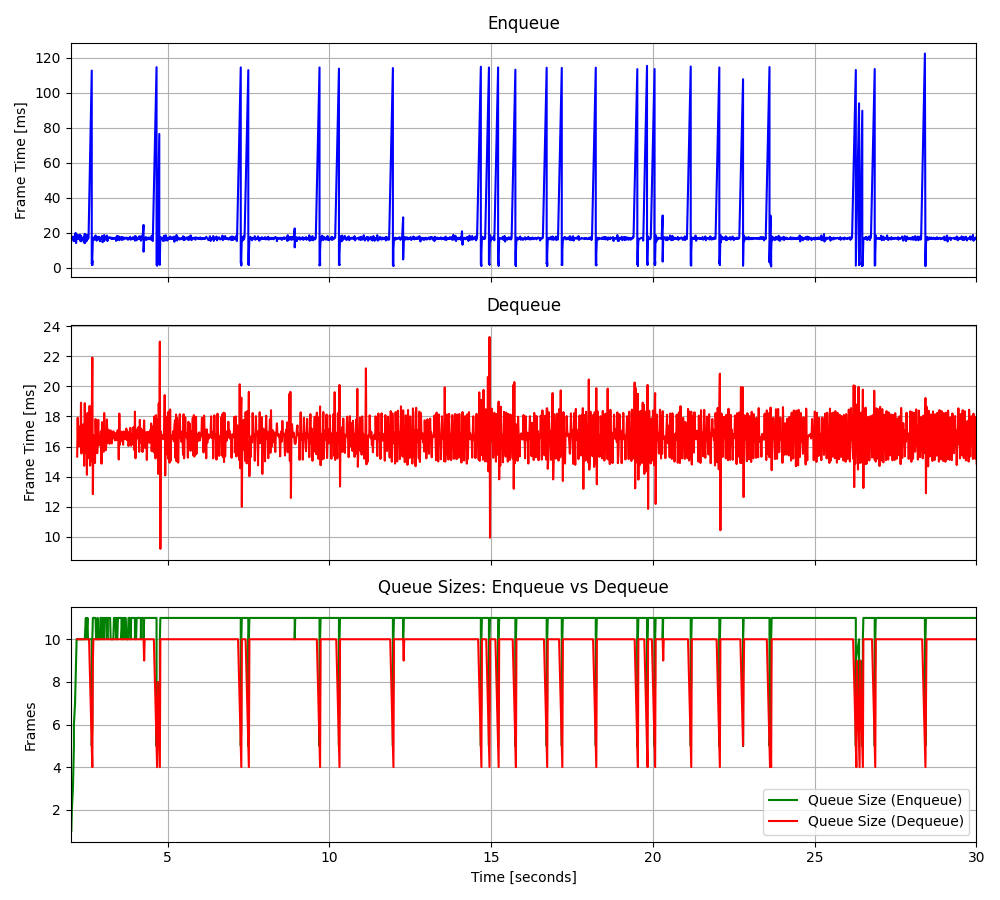 Enqueue
Frame Time [ms]
120
100
80
60
40
20
0
Dequeue
Frame Time [ms]
24
22
20
18
16
14
12
10
Queue Sizes: Enqueue vs Dequeue
Frames
10
8
6
4
2
Queue Size (Enqueue)
Queue Size (Dequeue)
5 10 15 20 25 30
Time [seconds]